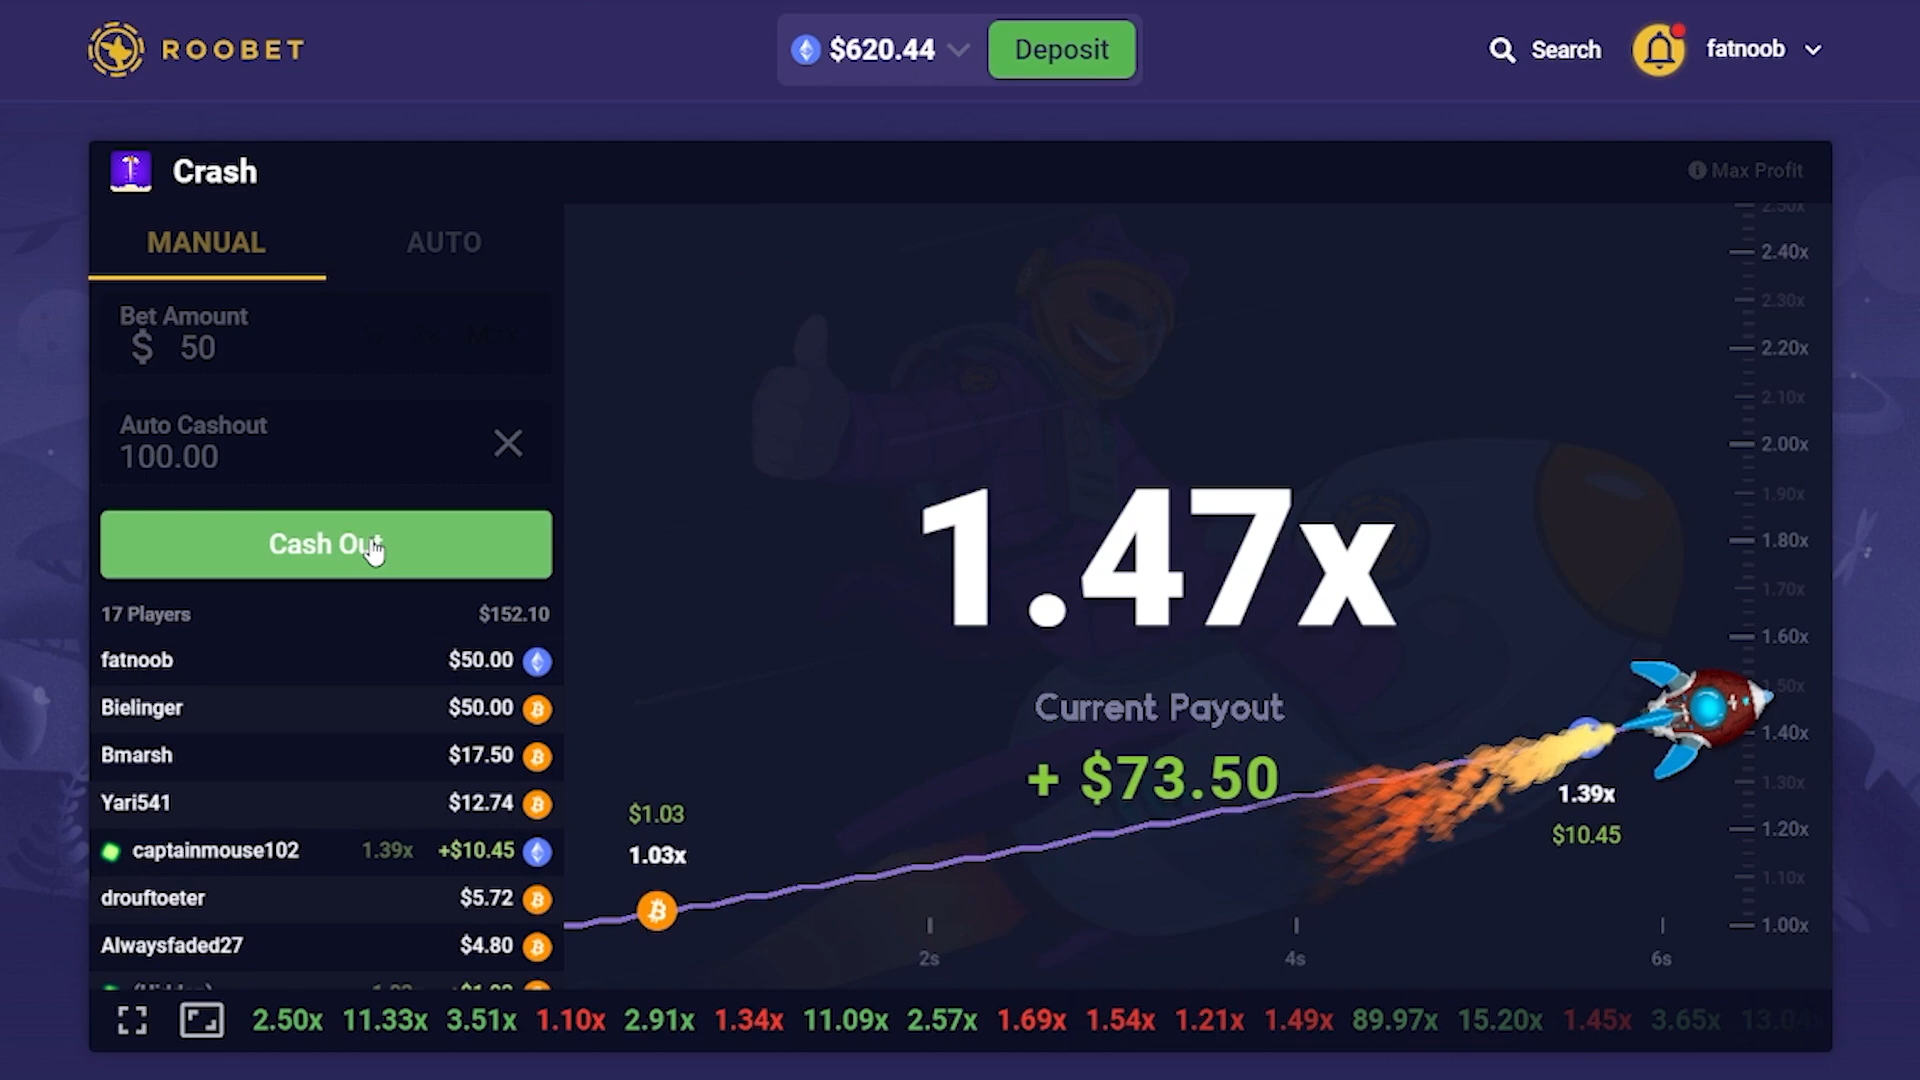 ROOBET
$620.44
Deposit
Search
fatnoob
Crash
Max Profit
MANUAL
AUTO
Bet Amount
$ 50
Auto Cashout
100.00
Cash Out
17 Players $152.10
fatnoob $50.00
Bielinger $50.00
Bmarsh $17.50
Yari541 $12.74
captainmouse102 1.39x +$10.45
drouftoeter $5.72
Alwaysfaded27 $4.80
1.47x
Current Payout
+ $73.50
$1.03
1.03x
1.39x
$10.45
2.50x
2.40x
2.30x
2.20x
2.10x
2.00x
1.90x
1.80x
1.70x
1.60x
1.50x
1.40x
1.30x
1.20x
1.10x
1.00x
2s 4s 6s
2.50x 11.33x 3.51x 1.10x 2.91x 1.34x 11.09x 2.57x 1.69x 1.54x 1.21x 1.49x 89.97x 15.20x 1.45x 3.65x 13.04x